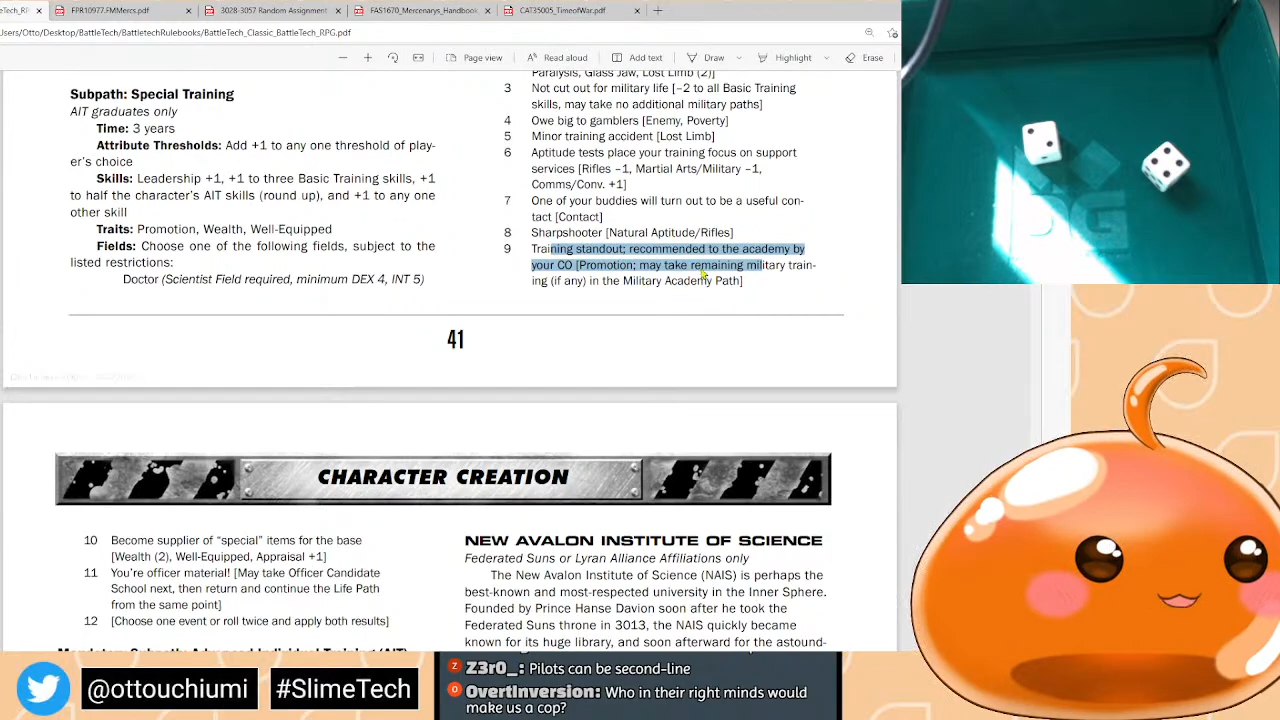 eTech_RP
FPR10977.FMMercs.pdf
3028-3057 Random Assignment
FAS1670_Mercenarys_Handbook
CAT35005_TimeofWar.pdf
sers/Otto/Desktop/BattleTech/BattletechRulebooks/BattleTech_Classic_BattleTech_RPG.pdf
Page view
Read aloud
Add text
Draw
Highlight
Erase
Subpath: Special Training
AIT graduates only
Time: 3 years
Attribute Thresholds: Add +1 to any one threshold of play-
er's choice
Skills: Leadership +1, +1 to three Basic Training skills, +1
to half the character's AIT skills (round up), and +1 to any one
other skill
Traits: Promotion, Wealth, Well-Equipped
Fields: Choose one of the following fields, subject to the
listed restrictions:
Doctor (Scientist Field required, minimum DEX 4, INT 5)
Paralysis, Glass Jaw, Lost Limb (2)]
3 Not cut out for military life [–2 to all Basic Training
skills, may take no additional military paths]
4 Owe big to gamblers [Enemy, Poverty]
5 Minor training accident [Lost Limb]
6 Aptitude tests place your training focus on support
services [Rifles –1, Martial Arts/Military –1,
Comms/Conv. +1]
7 One of your buddies will turn out to be a useful con-
tact [Contact]
8 Sharpshooter [Natural Aptitude/Rifles]
9 Training standout; recommended to the academy by
your CO [Promotion; may take remaining military train-
ing (if any) in the Military Academy Path]
41
CHARACTER CREATION
10 Become supplier of "special" items for the base
[Wealth (2), Well-Equipped, Appraisal +1]
11 You're officer material! [May take Officer Candidate
School next, then return and continue the Life Path
from the same point]
12 [Choose one event or roll twice and apply both results]
NEW AVALON INSTITUTE OF SCIENCE
Federated Suns or Lyran Alliance Affiliations only
The New Avalon Institute of Science (NAIS) is perhaps the
best-known and most-respected university in the Inner Sphere.
Founded by Prince Hanse Davion soon after he took the
Federated Suns throne in 3013, the NAIS quickly became
known for its huge library, and soon afterward for the astound-
@ottouchiumi
#SlimeTech
Z3r0_: Pilots can be second-line
OvertInversion: Who in their right minds would
make us a cop?